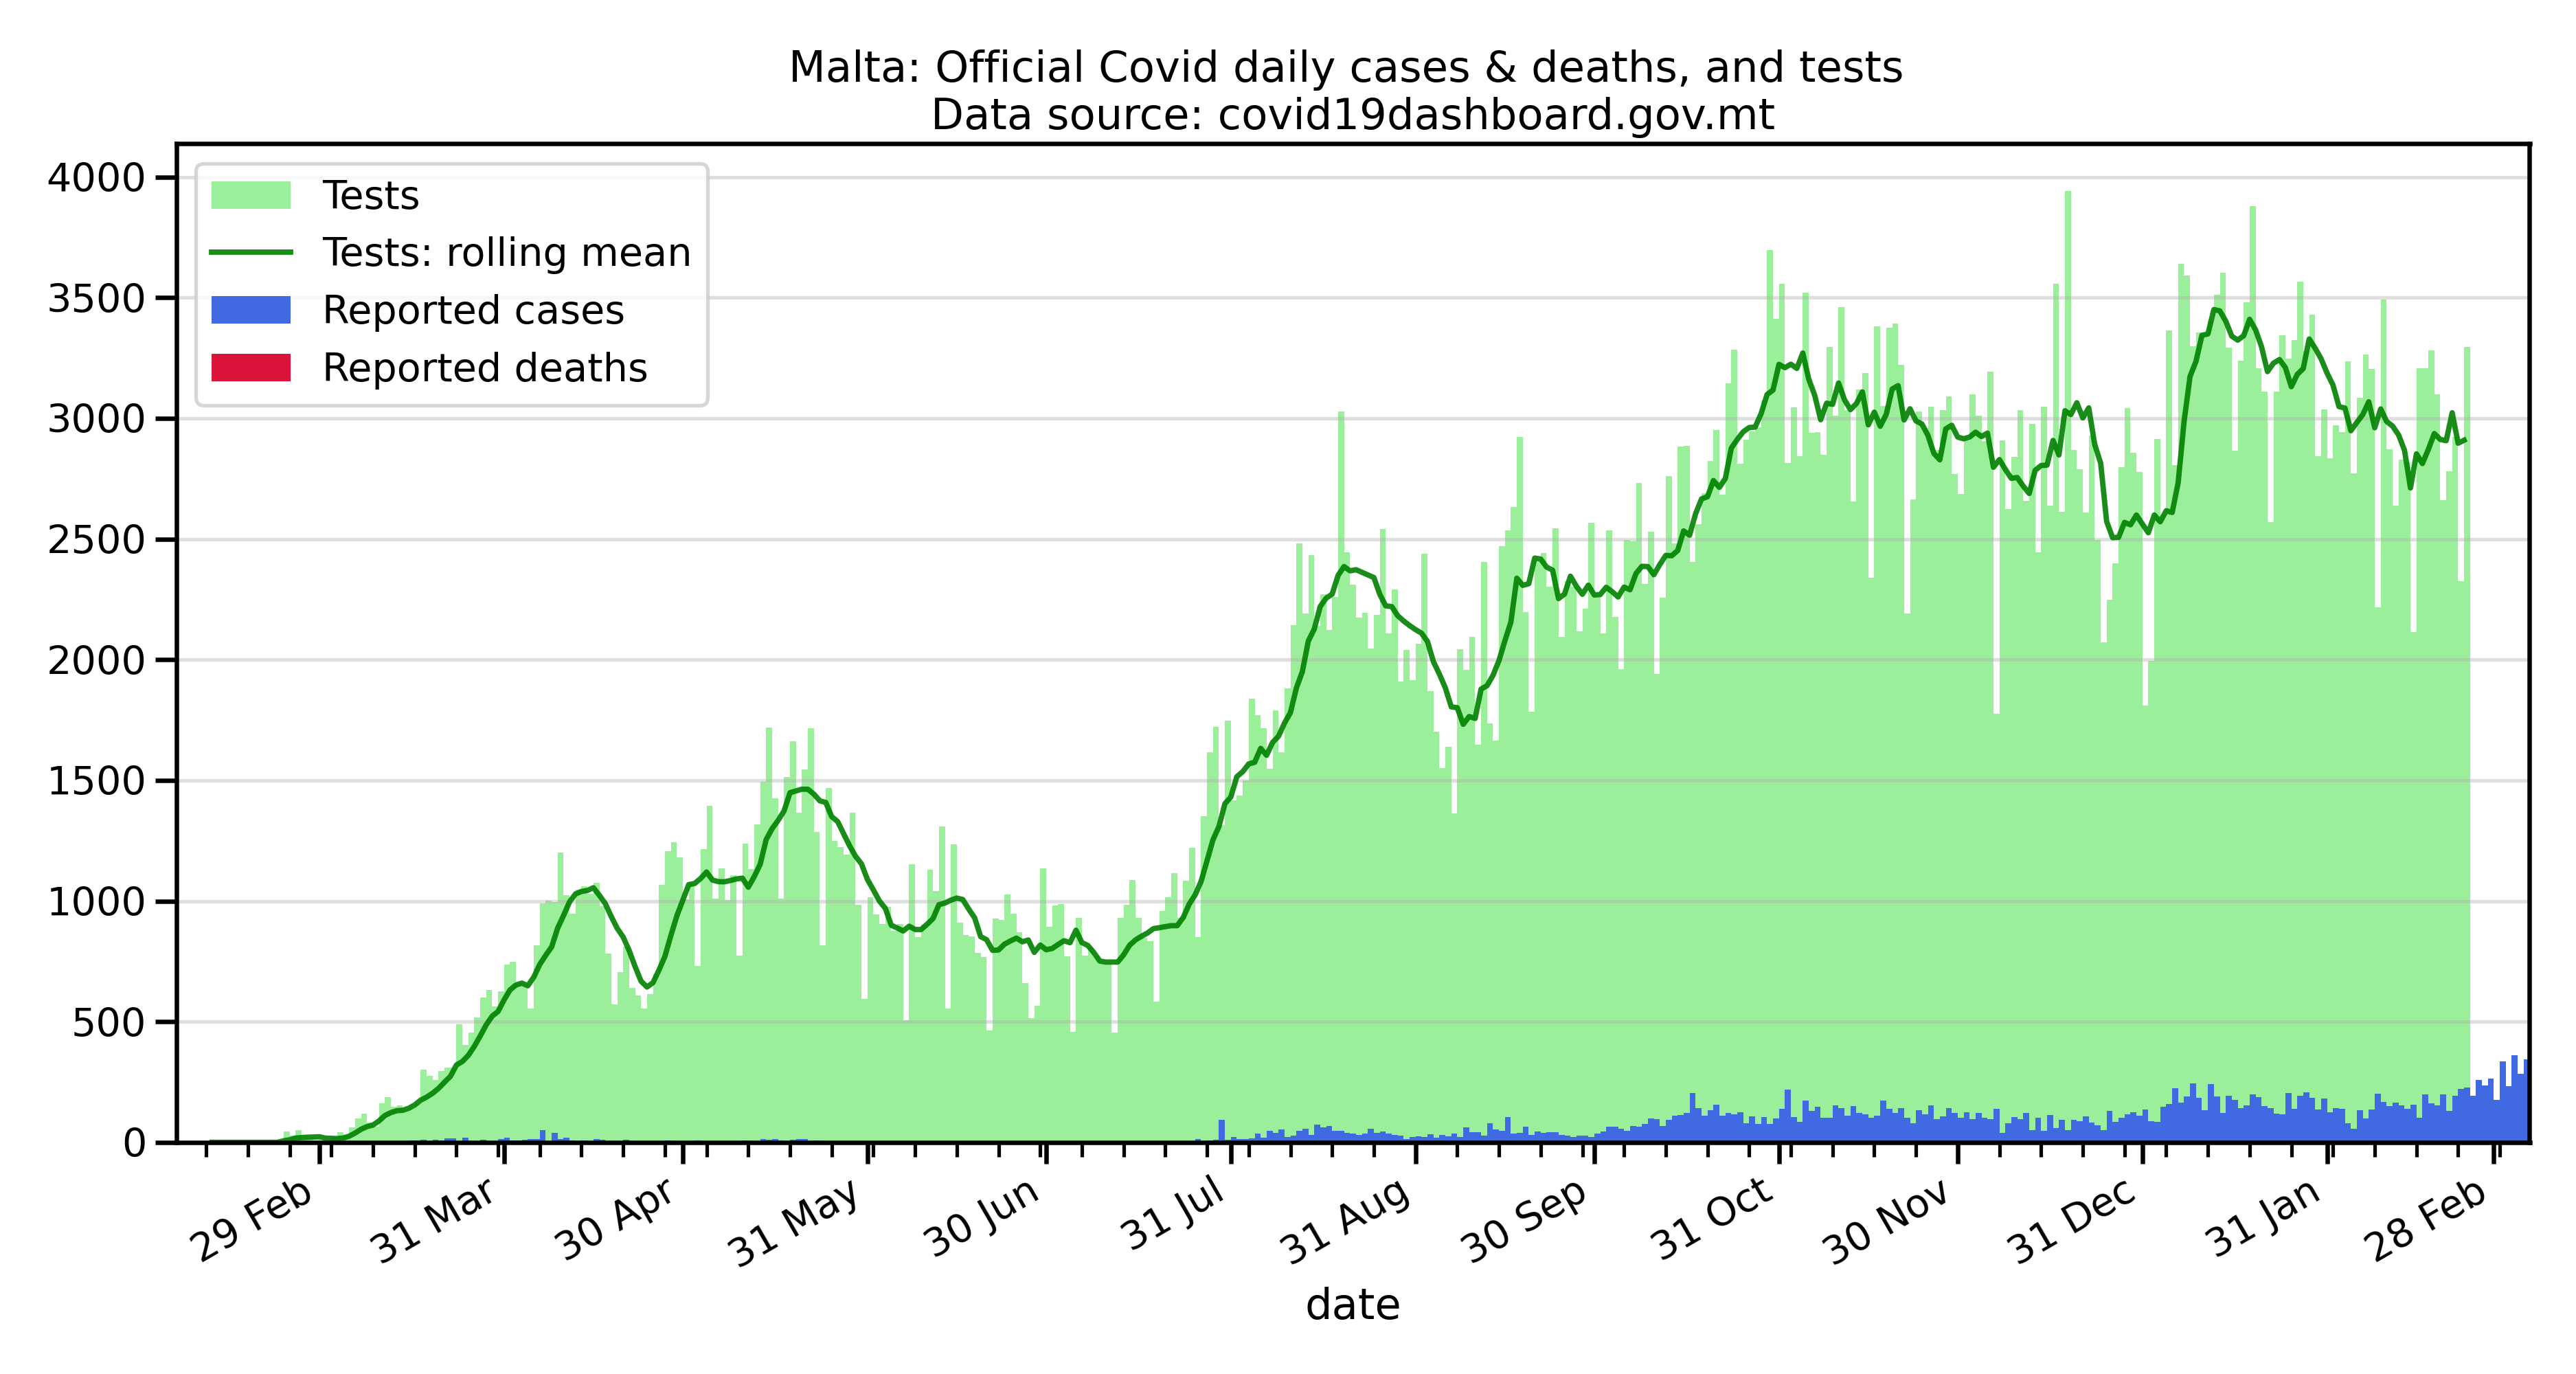 Malta: Official Covid daily cases & deaths, and tests
Data source: covid19dashboard.gov.mt
4000
3500
3000
2500
2000
1500
1000
500
0
Tests
Tests: rolling mean
Reported cases
Reported deaths
29 Feb
31 Mar
30 Apr
31 May
30 Jun
31 Jul
31 Aug
30 Sep
31 Oct
30 Nov
31 Dec
31 Jan
28 Feb
date